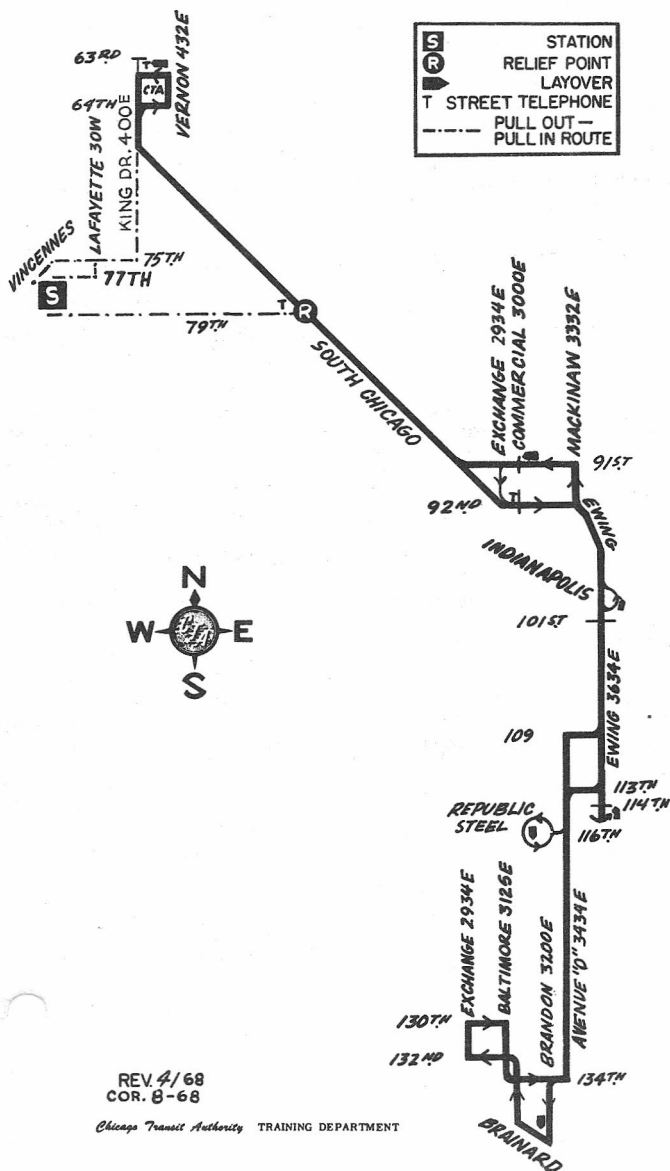 63RD
T
CTA
VERNON 432E
64TH
LAFAYETTE 30W
KING DR. 400E
S STATION
R RELIEF POINT
LAYOVER
T STREET TELEPHONE
PULL OUT —
PULL IN ROUTE
VINCENNES
75TH
77TH
S
79TH
T
R
SOUTH CHICAGO
EXCHANGE 2934E
COMMERCIAL 3000E
MACKINAW 3332E
91ST
92ND
T
EWING
INDIANAPOLIS
N
W
E
S
101ST
EWING 3634E
109
113TH
114TH
116TH
REPUBLIC
STEEL
EXCHANGE 2934E
BALTIMORE 3126E
BRANDON 3200E
AVENUE "O" 3434E
130TH
132ND
134TH
BRAINARD
REV. 4/68
COR. 8-68
Chicago Transit Authority TRAINING DEPARTMENT